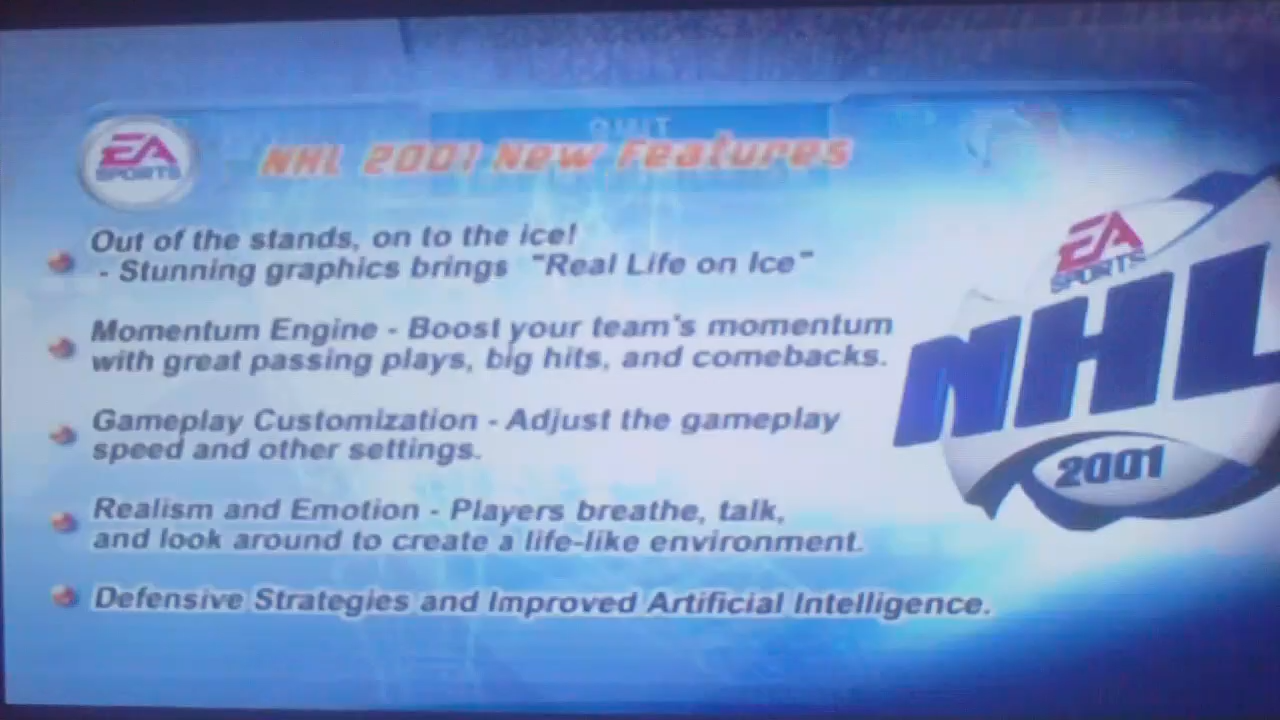 QUIT
EA
SPORTS
NHL 2001 New Features
Out of the stands, on to the ice!
- Stunning graphics brings "Real Life on Ice"
Momentum Engine - Boost your team's momentum
with great passing plays, big hits, and comebacks.
Gameplay Customization - Adjust the gameplay
speed and other settings.
Realism and Emotion - Players breathe, talk,
and look around to create a life-like environment.
Defensive Strategies and Improved Artificial Intelligence.
EA
SPORTS
NHL
2001